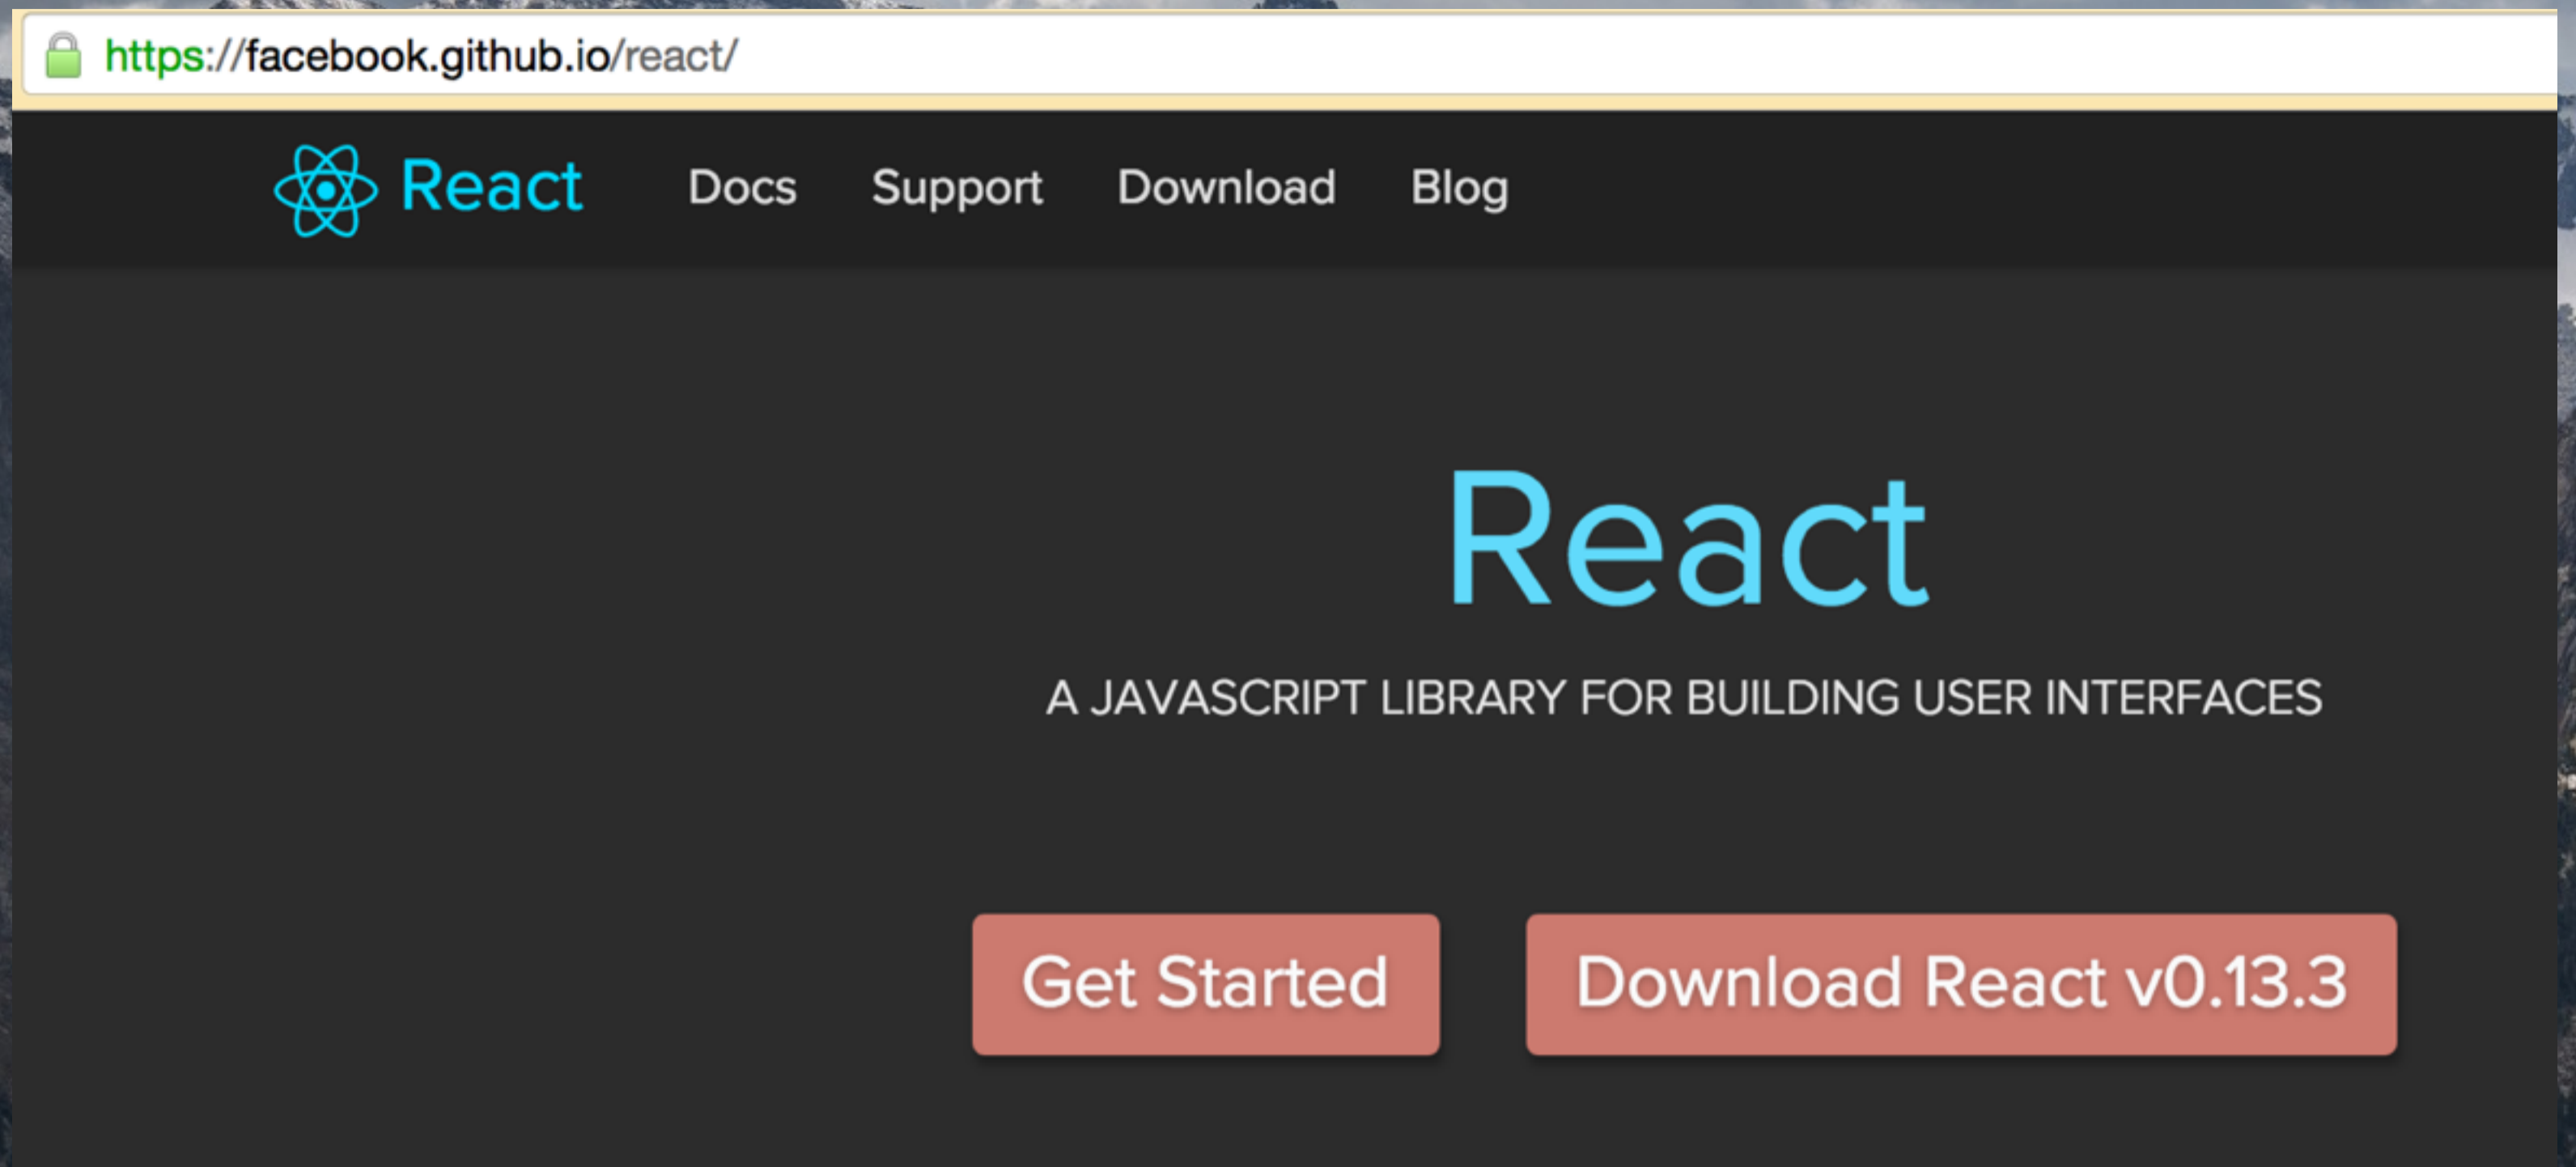 https://facebook.github.io/react/
React Docs Support Download Blog
React
A JAVASCRIPT LIBRARY FOR BUILDING USER INTERFACES
Get Started Download React v0.13.3